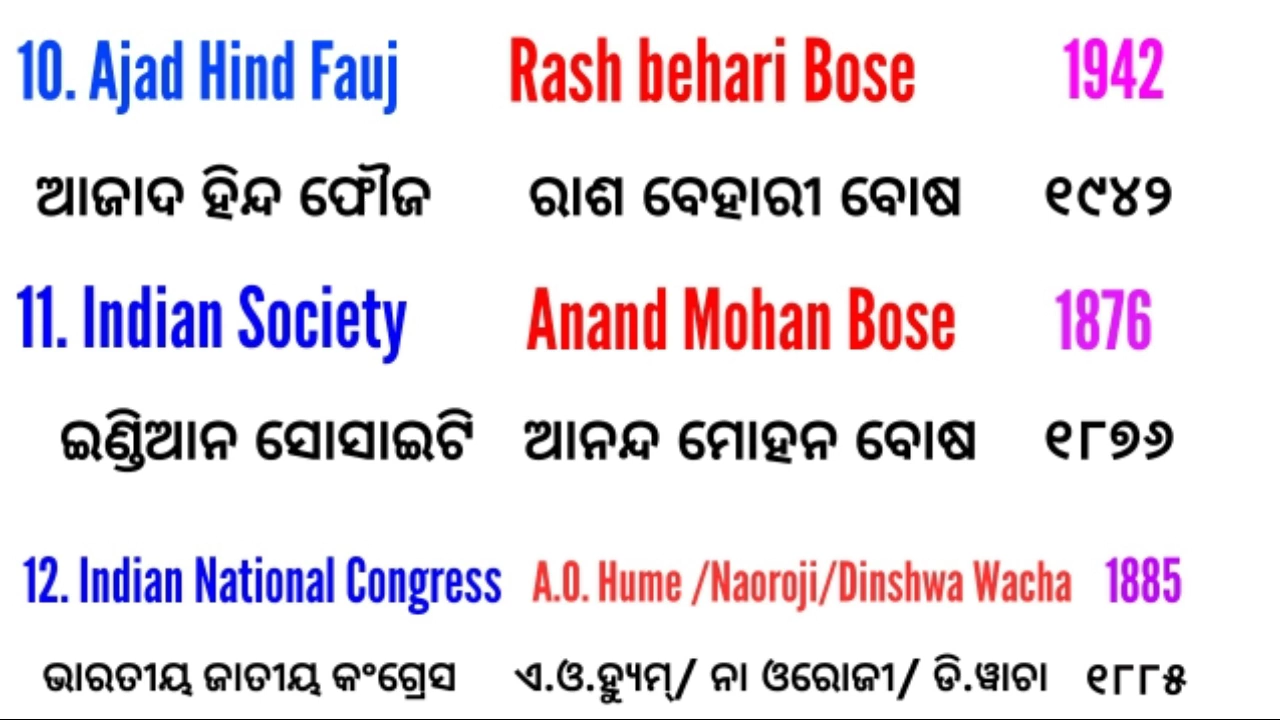 10. Ajad Hind Fauj Rash behari Bose 1942
ଆଜାଦ ହିନ୍ଦ ଫୌଜ ରାଶ ବେହାରୀ ବୋଷ ୧୯୪୨
11. Indian Society Anand Mohan Bose 1876
ଇଣ୍ଡିଆନ ସୋସାଇଟି ଆନନ୍ଦ ମୋହନ ବୋଷ ୧୮୭୬
12. Indian National Congress A.O. Hume /Naoroji/Dinshwa Wacha 1885
ଭାରତୀୟ ଜାତୀୟ କଂଗ୍ରେସ ଏ.ଓ.ହ୍ୟୁମ୍/ ନା ଓରୋଜୀ/ ଡି.ୱାଚା ୧୮୮୫